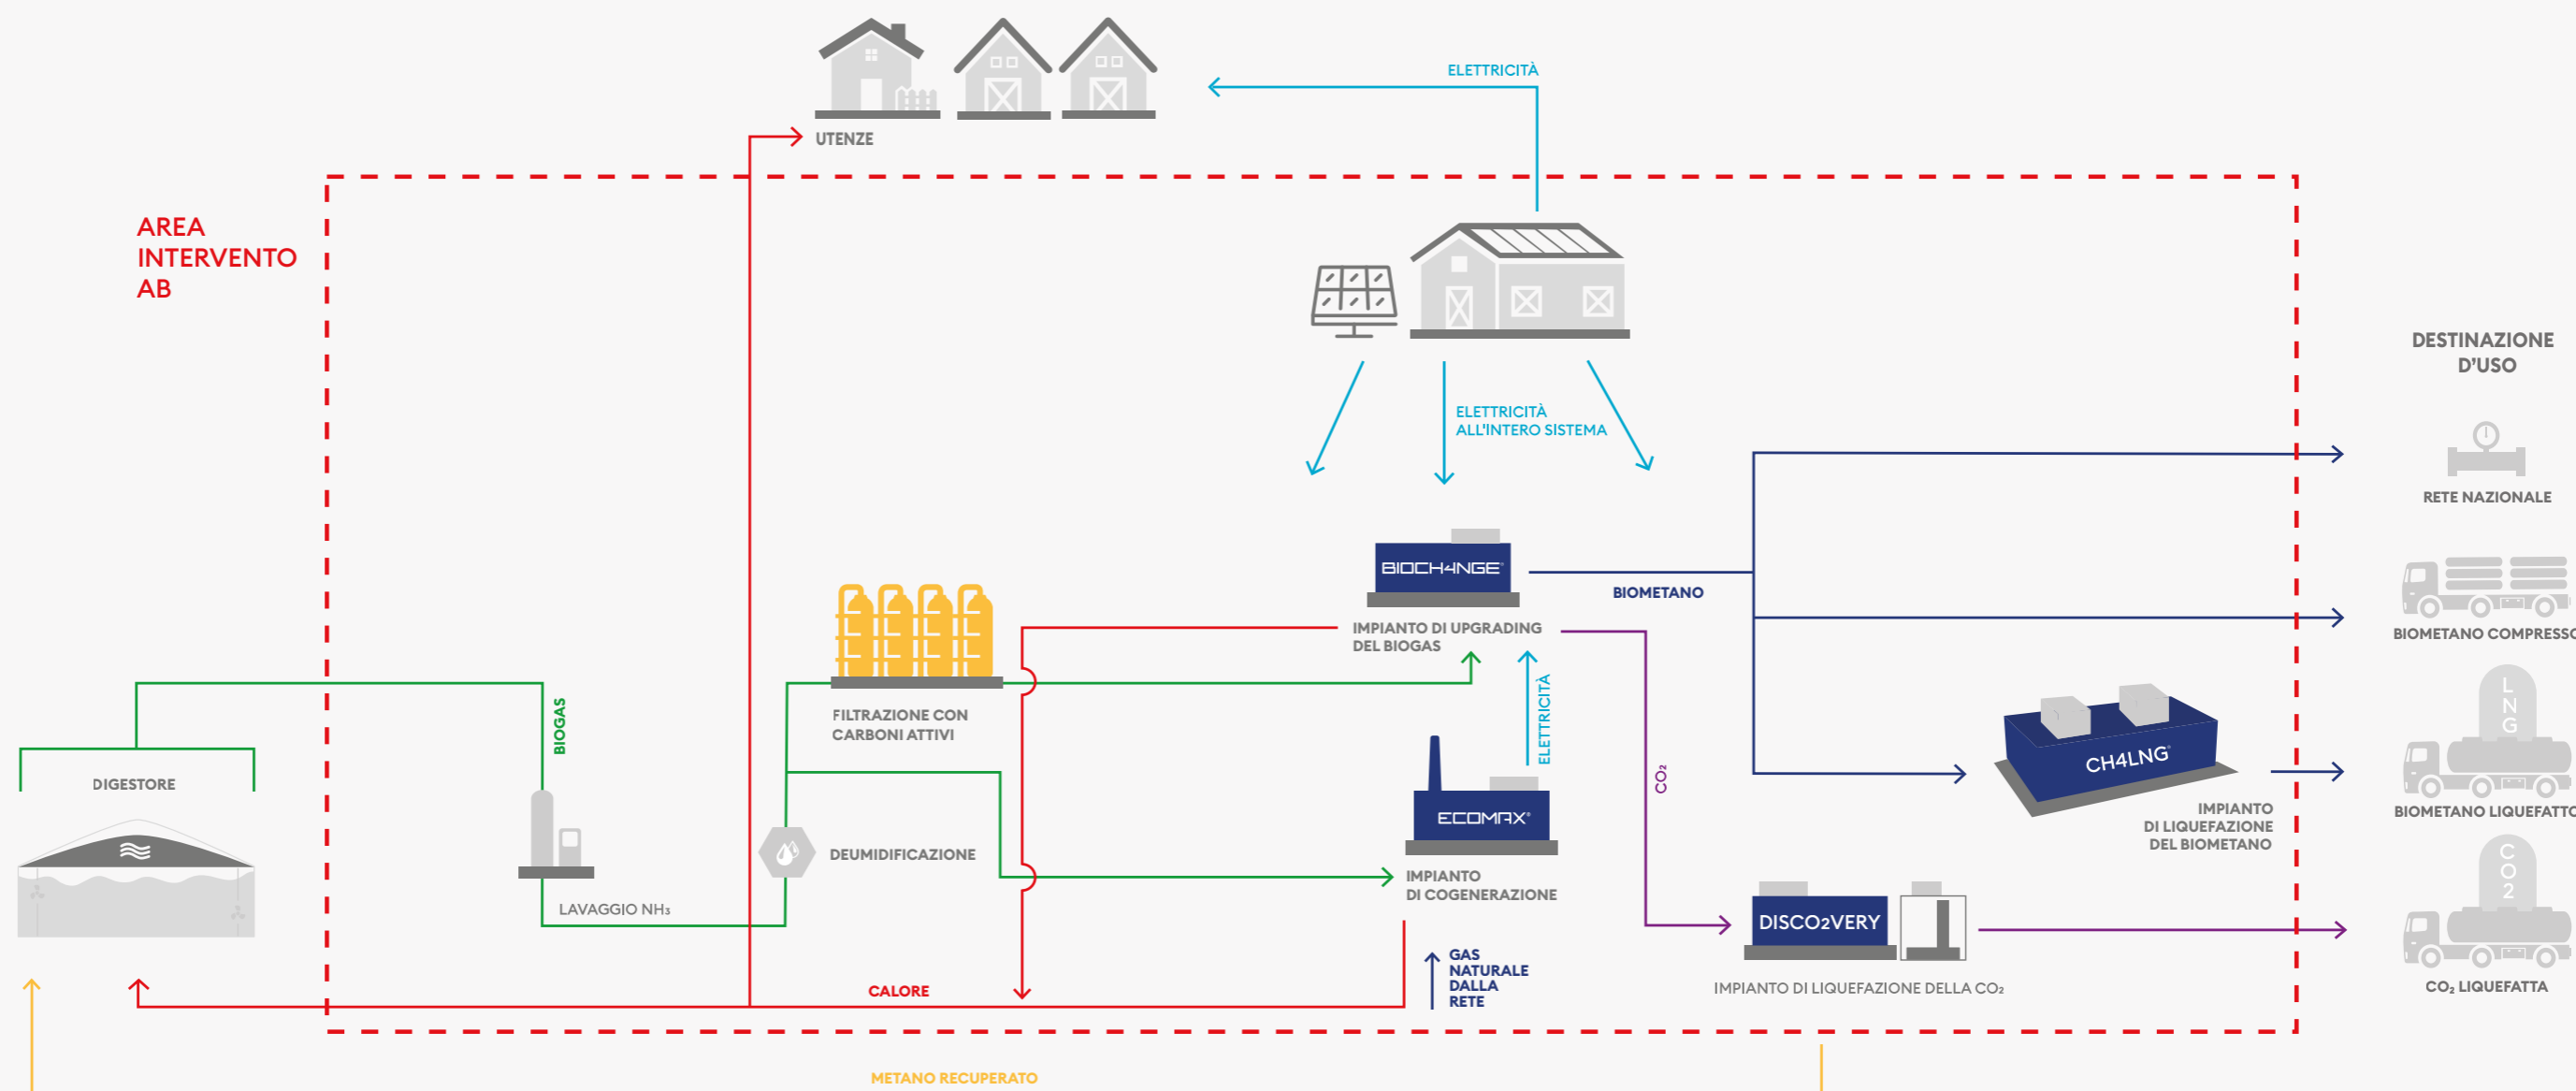 ELETTRICITÀ
UTENZE
AREA
INTERVENTO
AB
DESTINAZIONE
D'USO
ELETTRICITÀ
ALL'INTERO SISTEMA
RETE NAZIONALE
BIOCH4NGE®
BIOMETANO
IMPIANTO DI UPGRADING
DEL BIOGAS
BIOMETANO COMPRESSO
BIOGAS
FILTRAZIONE CON
CARBONI ATTIVI
ELETTRICITÀ
CO₂
LNG
CH4LNG®
DIGESTORE
ECOMAX®
IMPIANTO
DI LIQUEFAZIONE
DEL BIOMETANO
BIOMETANO LIQUEFATTO
DEUMIDIFICAZIONE
IMPIANTO
DI COGENERAZIONE
CO2
LAVAGGIO NH₃
DISCO2VERY
GAS
NATURALE
DALLA
RETE
CALORE
IMPIANTO DI LIQUEFAZIONE DELLA CO₂
CO₂ LIQUEFATTA
METANO RECUPERATO